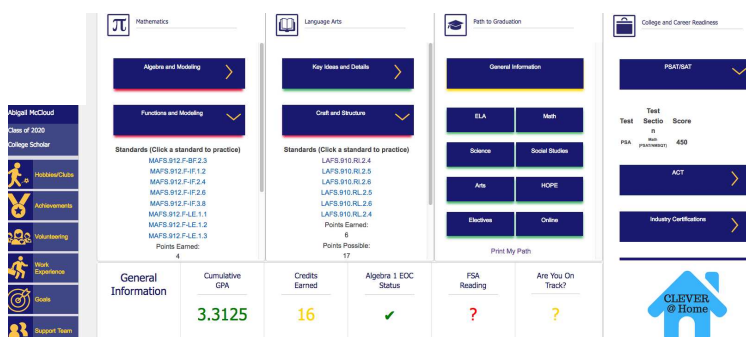 Abigail McCloud
Class of 2020
College Scholar
Hobbies/Clubs
Achievements
Volunteering
Work
Experience
Goals
Support Team
Mathematics
Algebra and Modeling
Functions and Modeling
Standards (Click a standard to practice)
MAFS.912.F-BF.2.3
MAFS.912.F-IF.1.2
MAFS.912.F-IF.2.4
MAFS.912.F-IF.2.6
MAFS.912.F-IF.3.8
MAFS.912.F-LE.1.1
MAFS.912.F-LE.1.2
MAFS.912.F-LE.1.3
Points Earned:
4
Language Arts
Key Ideas and Details
Craft and Structure
Standards (Click a standard to practice)
LAFS.910.RI.2.4
LAFS.910.RI.2.5
LAFS.910.RI.2.6
LAFS.910.RL.2.5
LAFS.910.RL.2.6
LAFS.910.RL.2.4
Points Earned:
6
Points Possible:
17
Path to Graduation
General Information
ELA
Math
Science
Social Studies
Arts
HOPE
Electives
Online
Print My Path
College and Career Readiness
PSAT/SAT
Test
Test
Sectio
n
Score
PSA
Math
(PSAT/NMSQT)
450
ACT
Industry Certifications
General
Information
Cumulative
GPA
3.3125
Credits
Earned
16
Algebra 1 EOC
Status
✔
FSA
Reading
?
Are You On
Track?
?
CLEVER
@ Home